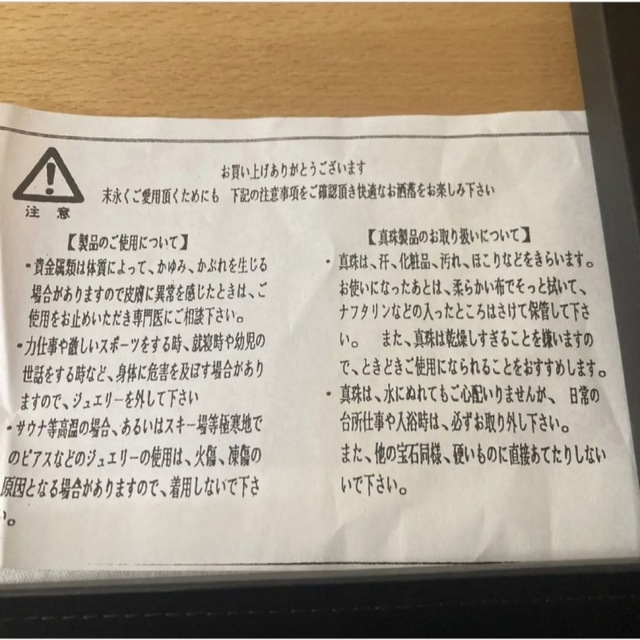 お買い上げありがとうございます
末永くご愛用頂くためにも 下記の注意事項をご確認頂き快適なお洒落をお楽しみ下さい
注 意
【製品のご使用について】
・貴金属類は体質によって、かゆみ、かぶれを生じる
場合がありますので皮膚に異常を感じたときは、ご
使用をお止めいただき専門医にご相談下さい。
・力仕事や激しいスポーツをする時、就寝時や幼児の
世話をする時など、身体に危害を及ぼす場合があり
ますので、ジュエリーを外して下さい
・サウナ等高温の場合、あるいはスキー場等極寒地で
のピアスなどのジュエリーの使用は、火傷、凍傷の
原因となる場合がありますので、着用しないで下さ
い。
【真珠製品のお取り扱いについて】
・真珠は、汗、化粧品、汚れ、ほこりなどをきらいます。
お使いになったあとは、柔らかい布でそっと拭いて、
ナフタリンなどの入ったところはさけて保管して下さ
い。 また、真珠は乾燥しすぎることを嫌いますの
で、ときどきご使用になられることをおすすめします。
・真珠は、水にぬれてもご心配いりませんが、 日常の
台所仕事や入浴時は、必ずお取り外し下さい。
また、他の宝石同様、硬いものに直接あてたりしな
いで下さい。